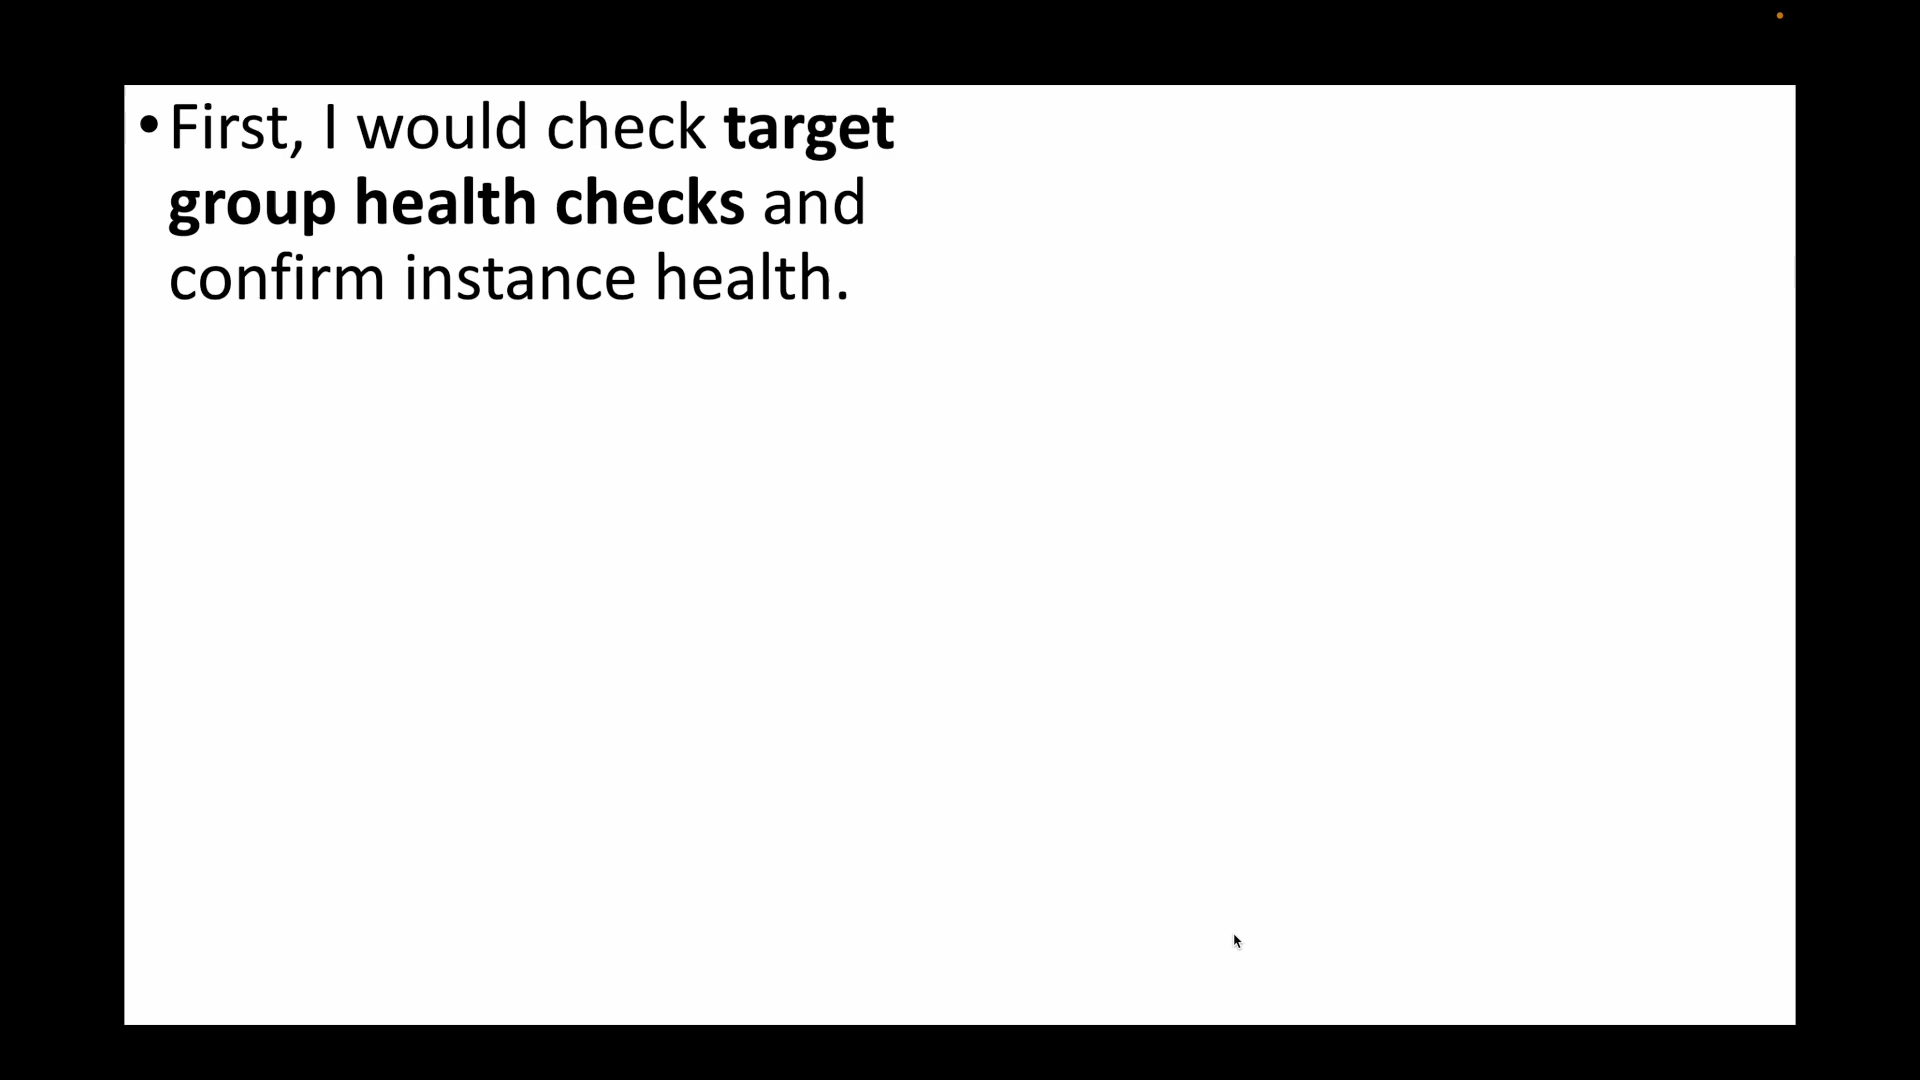 •First, I would check target
group health checks and
confirm instance health.